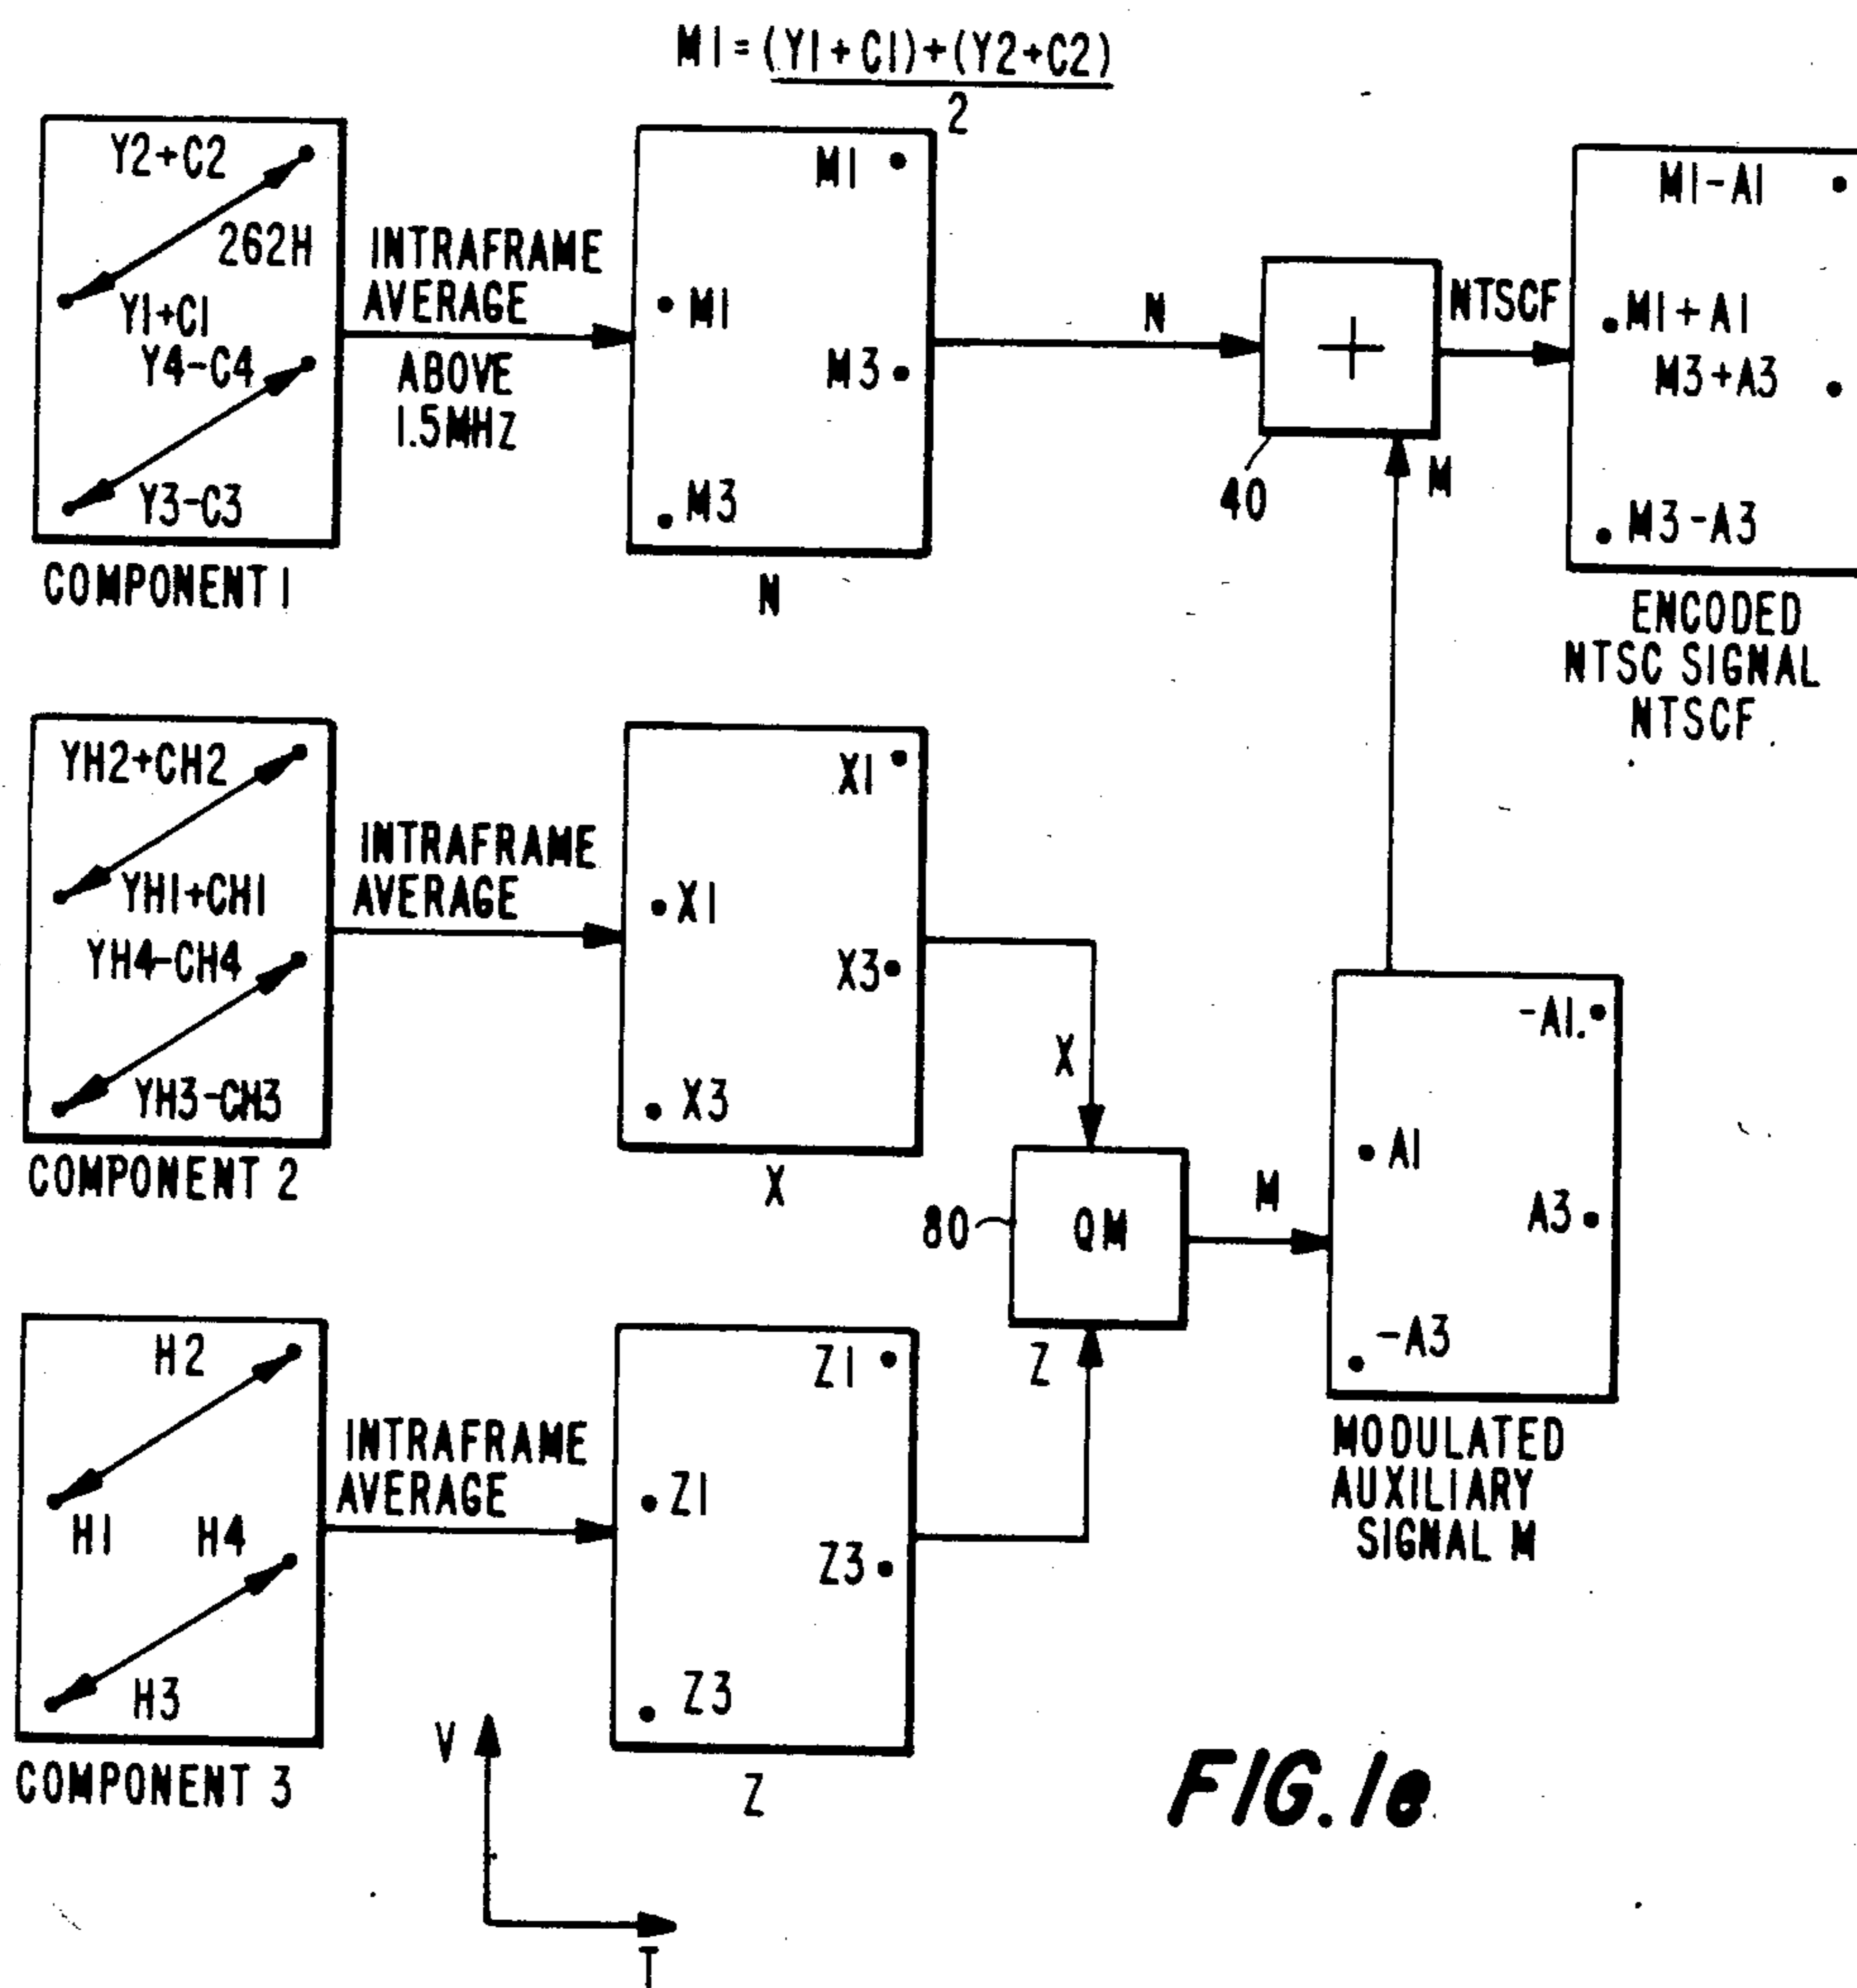 M1=(Y1+C1)+(Y2+C2)
2
Y2+C2
262H
Y1+C1
Y4-C4
Y3-C3
COMPONENT 1
INTRAFRAME
AVERAGE
ABOVE
1.5MHZ
M1
M1
M3
M3
N
N
+
40
M
NTSCF
M1-A1
M1+A1
M3+A3
M3-A3
ENCODED
NTSC SIGNAL
NTSCF
YH2+CH2
YH1+CH1
YH4-CH4
YH3-CH3
COMPONENT 2
INTRAFRAME
AVERAGE
X1
X1
X3
X3
X
X
80
QM
Z
M
-A1.
A1
A3
-A3
MODULATED
AUXILIARY
SIGNAL M
H2
H1
H4
H3
COMPONENT 3
INTRAFRAME
AVERAGE
Z1
Z1
Z3
Z3
Z
V
T
FIG. 1e